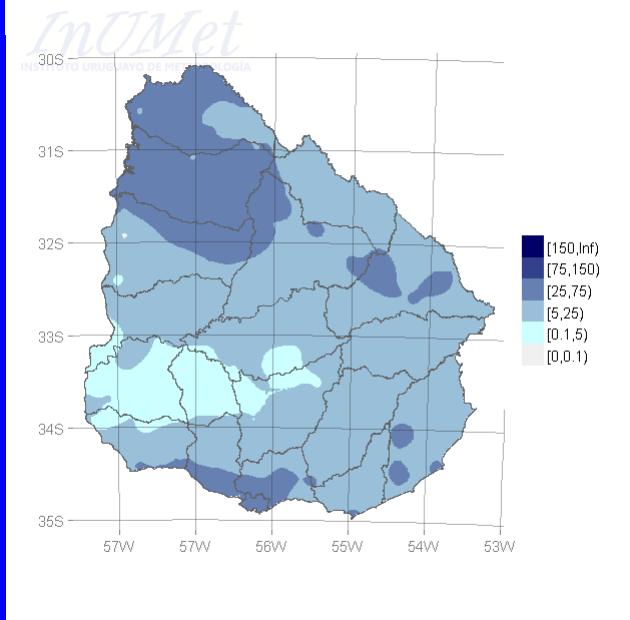 InUMet
INSTITUTO URUGUAYO DE METEOROLOGÍA
30S
31S
32S
33S
34S
35S
57W 57W 56W 55W 54W 53W
[150,Inf)
[75,150)
[25,75)
[5,25)
[0.1,5)
[0,0.1)